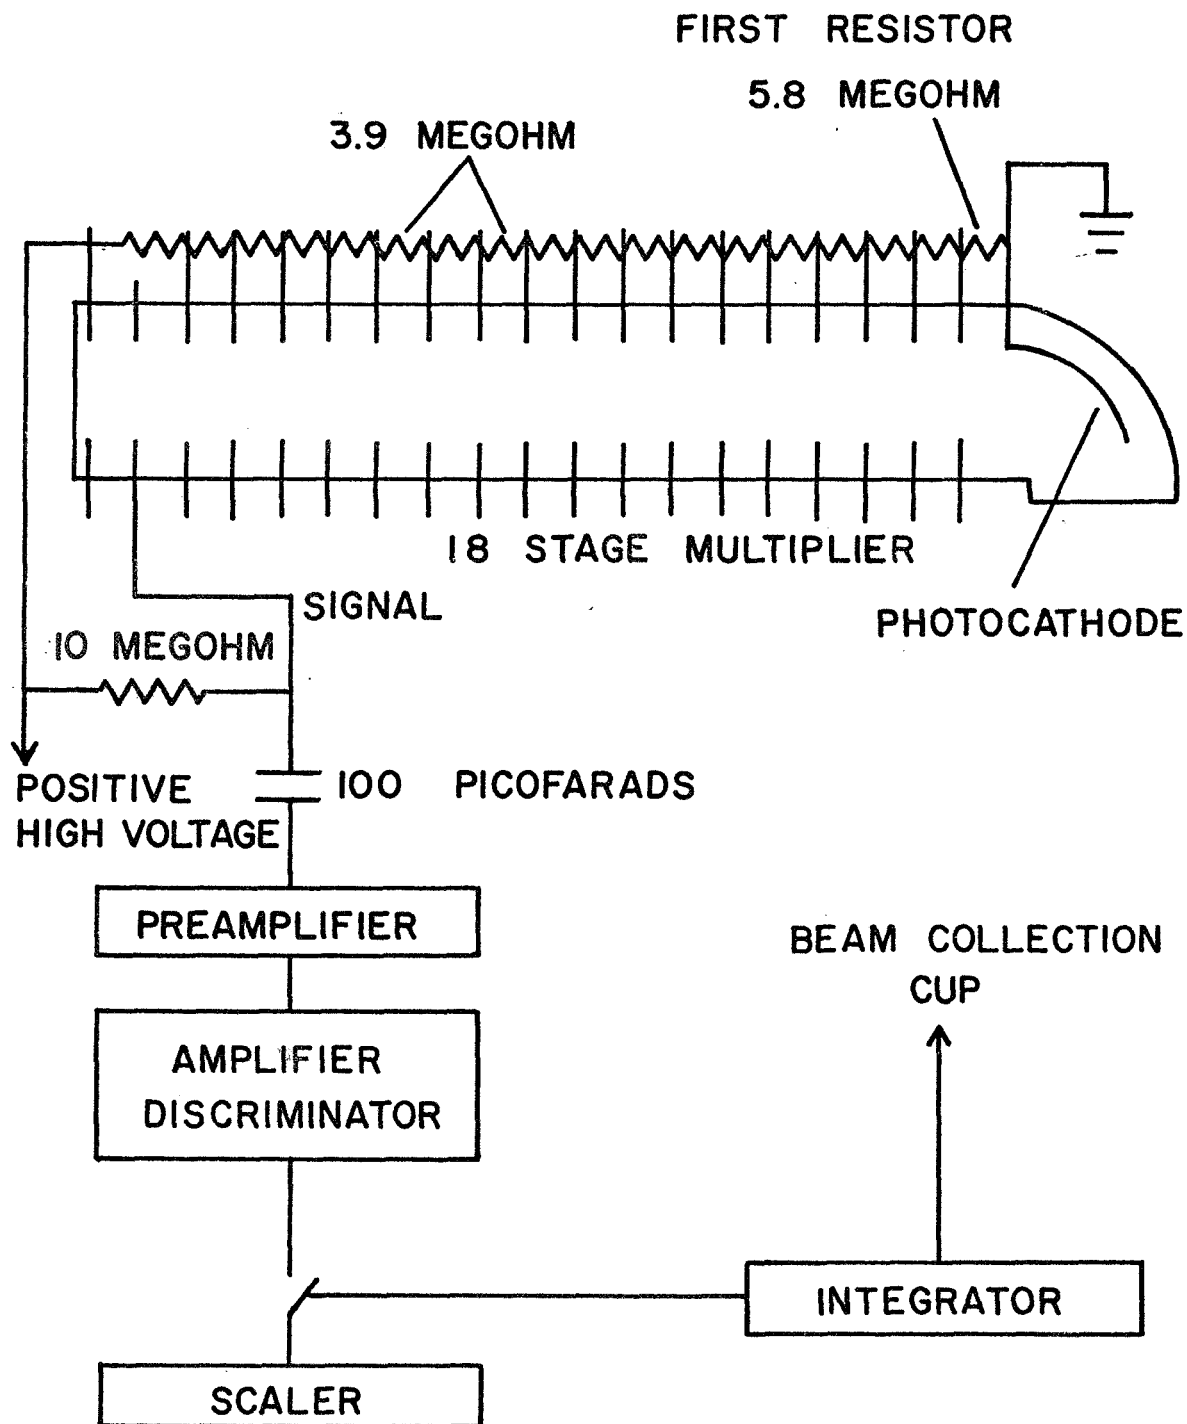 FIRST RESISTOR
5.8 MEGOHM
3.9 MEGOHM
18 STAGE MULTIPLIER
PHOTOCATHODE
SIGNAL
10 MEGOHM
POSITIVE
HIGH VOLTAGE
100 PICOFARADS
PREAMPLIFIER
AMPLIFIER
DISCRIMINATOR
BEAM COLLECTION
CUP
INTEGRATOR
SCALER